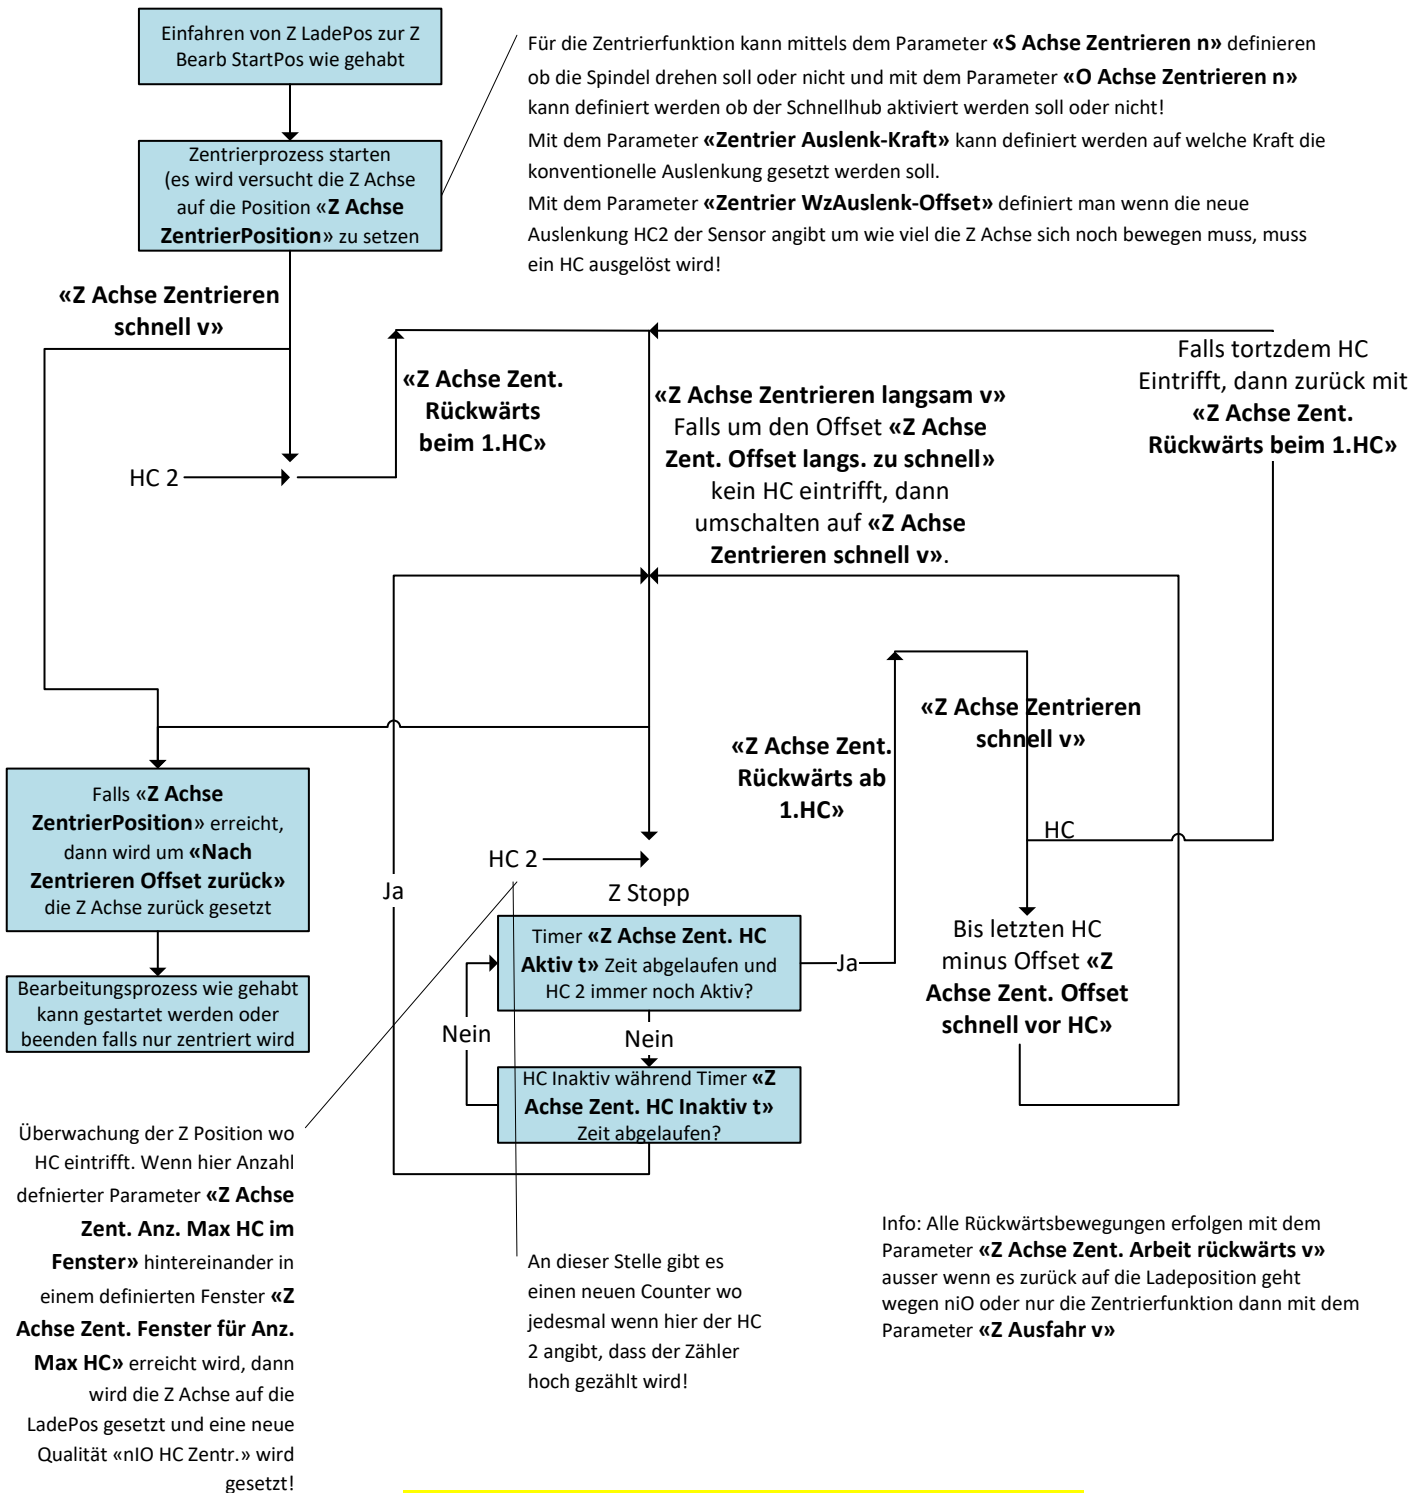 Einfahren von Z LadePos zur Z
Bearb StartPos wie gehabt
Für die Zentrierfunktion kann mittels dem Parameter «S Achse Zentrieren n» definieren
ob die Spindel drehen soll oder nicht und mit dem Parameter «O Achse Zentrieren n»
kann definiert werden ob der Schnellhub aktiviert werden soll oder nicht!
Mit dem Parameter «Zentrier Auslenk-Kraft» kann definiert werden auf welche Kraft die
konventionelle Auslenkung gesetzt werden soll.
Mit dem Parameter «Zentrier WzAuslenk-Offset» definiert man wenn die neue
Auslenkung HC2 der Sensor angibt um wie viel die Z Achse sich noch bewegen muss, muss
ein HC ausgelöst wird!
Zentrierprozess starten
(es wird versucht die Z Achse
auf die Position «Z Achse
ZentrierPosition» zu setzen
«Z Achse Zentrieren
schnell v»
«Z Achse Zent.
Rückwärts
beim 1.HC»
HC 2
«Z Achse Zentrieren langsam v»
Falls um den Offset «Z Achse
Zent. Offset langs. zu schnell»
kein HC eintrifft, dann
umschalten auf «Z Achse
Zentrieren schnell v».
Falls tortzdem HC
Eintrifft, dann zurück mit
«Z Achse Zent.
Rückwärts beim 1.HC»
«Z Achse Zentrieren
schnell v»
«Z Achse Zent.
Rückwärts ab
1.HC»
HC
Falls «Z Achse
ZentrierPosition» erreicht,
dann wird um «Nach
Zentrieren Offset zurück»
die Z Achse zurück gesetzt
HC 2
Z Stopp
Ja
Timer «Z Achse Zent. HC
Aktiv t» Zeit abgelaufen und
HC 2 immer noch Aktiv?
Ja
Bis letzten HC
minus Offset «Z
Achse Zent. Offset
schnell vor HC»
Bearbeitungsprozess wie gehabt
kann gestartet werden oder
beenden falls nur zentriert wird
Nein
Nein
HC Inaktiv während Timer «Z
Achse Zent. HC Inaktiv t»
Zeit abgelaufen?
Überwachung der Z Position wo
HC eintrifft. Wenn hier Anzahl
defnierter Parameter «Z Achse
Zent. Anz. Max HC im
Fenster» hintereinander in
einem definierten Fenster «Z
Achse Zent. Fenster für Anz.
Max HC» erreicht wird, dann
wird die Z Achse auf die
LadePos gesetzt und eine neue
Qualität «nIO HC Zentr.» wird
gesetzt!
An dieser Stelle gibt es
einen neuen Counter wo
jedesmal wenn hier der HC
2 angibt, dass der Zähler
hoch gezählt wird!
Info: Alle Rückwärtsbewegungen erfolgen mit dem
Parameter «Z Achse Zent. Arbeit rückwärts v»
ausser wenn es zurück auf die Ladeposition geht
wegen niO oder nur die Zentrierfunktion dann mit dem
Parameter «Z Ausfahr v»